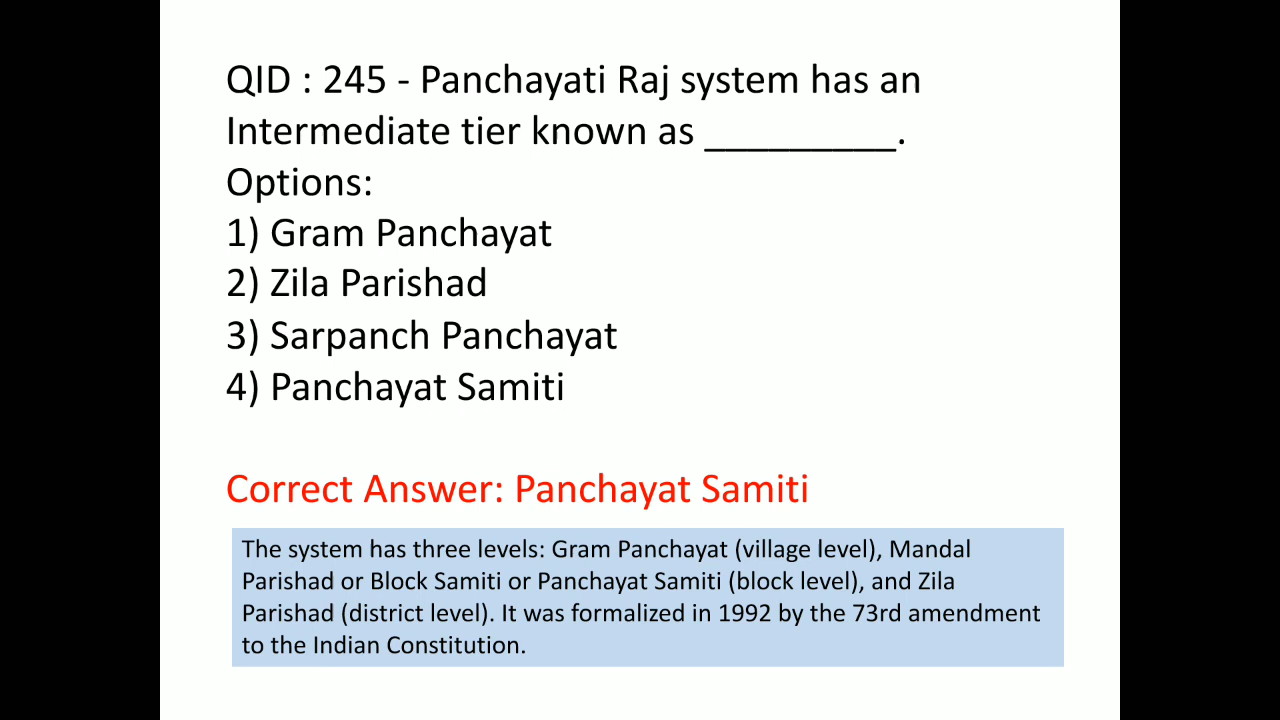 QID : 245 - Panchayati Raj system has an
Intermediate tier known as _________.
Options:
1) Gram Panchayat
2) Zila Parishad
3) Sarpanch Panchayat
4) Panchayat Samiti
Correct Answer: Panchayat Samiti
The system has three levels: Gram Panchayat (village level), Mandal
Parishad or Block Samiti or Panchayat Samiti (block level), and Zila
Parishad (district level). It was formalized in 1992 by the 73rd amendment
to the Indian Constitution.